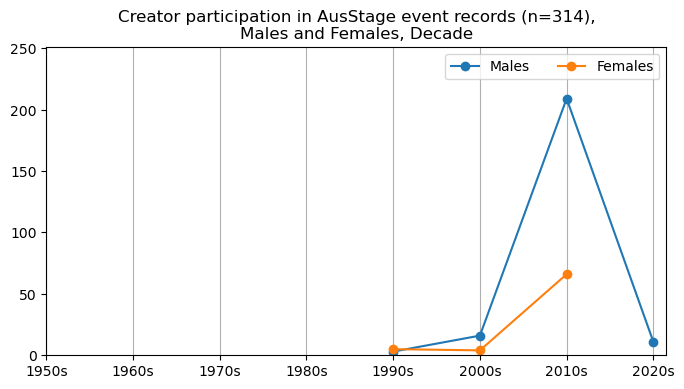 Creator participation in AusStage event records (n=314),
Males and Females, Decade
Males Females
250
200
150
100
50
0
1950s 1960s 1970s 1980s 1990s 2000s 2010s 2020s